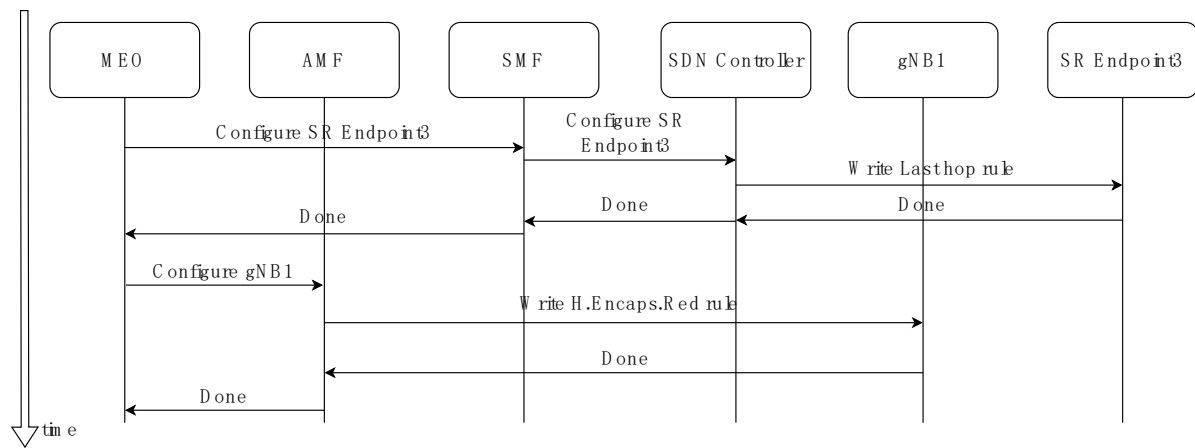 MEO
AMF
SMF
SDN Controller
gNB1
SR Endpoint3
Configure SR Endpoint3
Configure SR
Endpoint3
Write Lasthop rule
Done
Done
Done
Configure gNB1
Write H.Encaps.Red rule
Done
Done
time